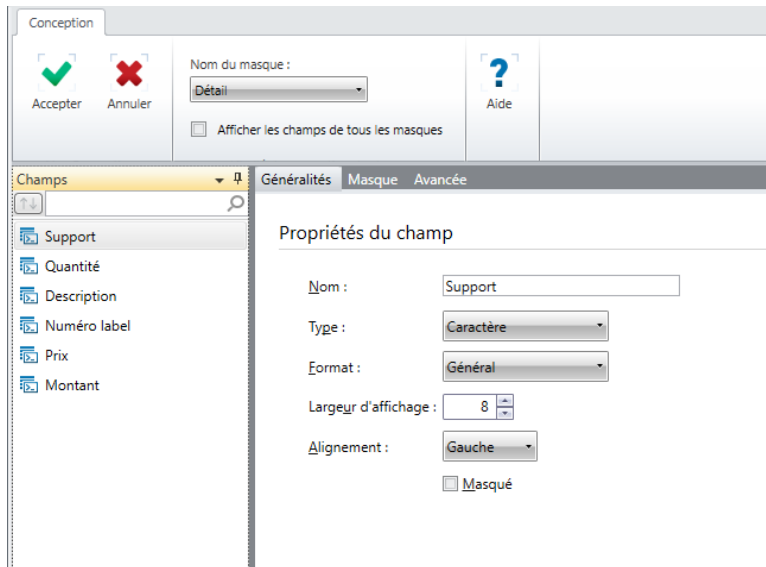 Conception
Accepter
Annuler
Nom du masque :
Détail
Afficher les champs de tous les masques
?
Aide
Champs
Support
Quantité
Description
Numéro label
Prix
Montant
Généralités Masque Avancée
Propriétés du champ
Nom : Support
Type : Caractère
Format : Général
Largeur d'affichage : 8
Alignement : Gauche
Masqué